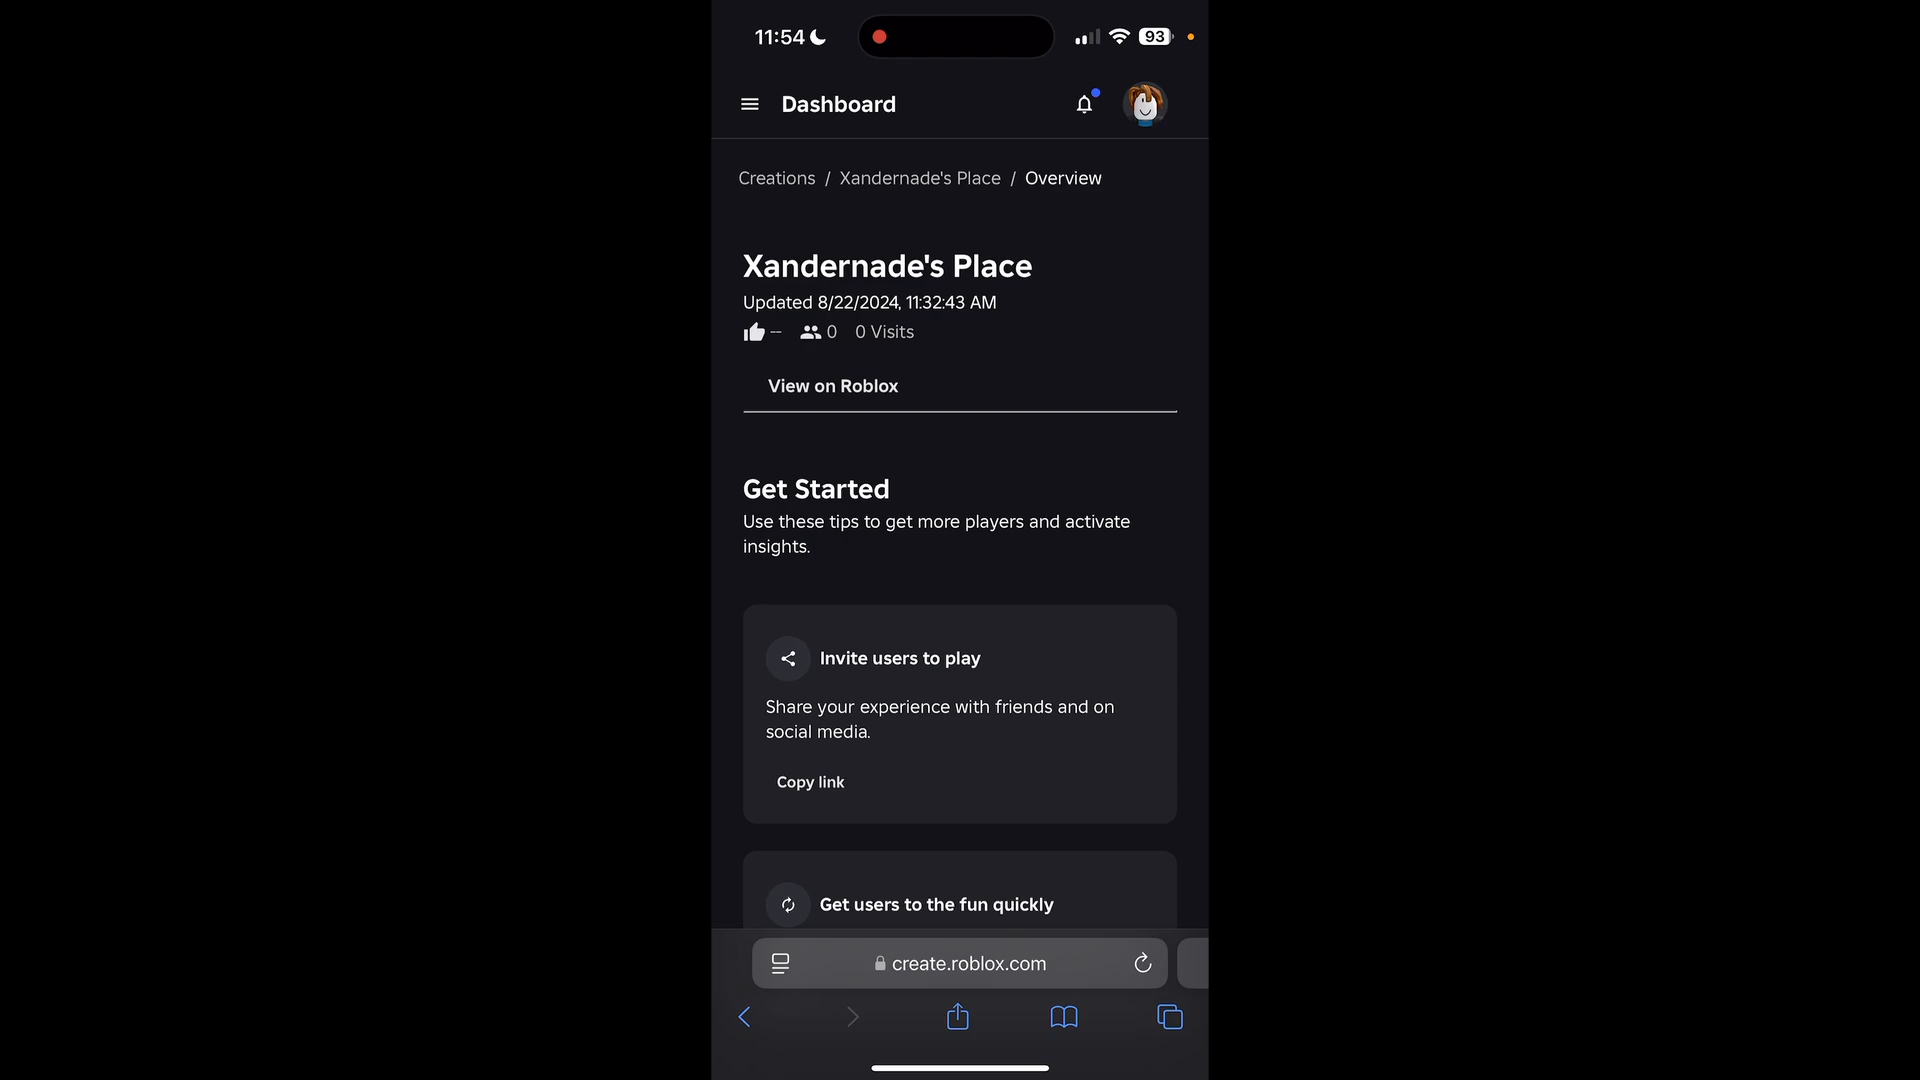 11:54
93
Dashboard
Creations / Xandernade's Place / Overview
Xandernade's Place
Updated 8/22/2024, 11:32:43 AM
-- 0 0 Visits
View on Roblox
Get Started
Use these tips to get more players and activate
insights.
Invite users to play
Share your experience with friends and on
social media.
Copy link
Get users to the fun quickly
create.roblox.com